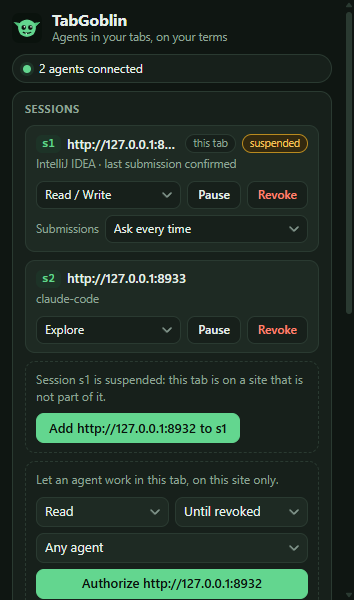 TabGoblin
Agents in your tabs, on your terms
2 agents connected
SESSIONS
s1 http://127.0.0.1:8... this tab suspended
IntelliJ IDEA · last submission confirmed
Read / Write Pause Revoke
Submissions Ask every time
s2 http://127.0.0.1:8933
claude-code
Explore Pause Revoke
Session s1 is suspended: this tab is on a site that is
not part of it.
Add http://127.0.0.1:8932 to s1
Let an agent work in this tab, on this site only.
Read Until revoked
Any agent
Authorize http://127.0.0.1:8932